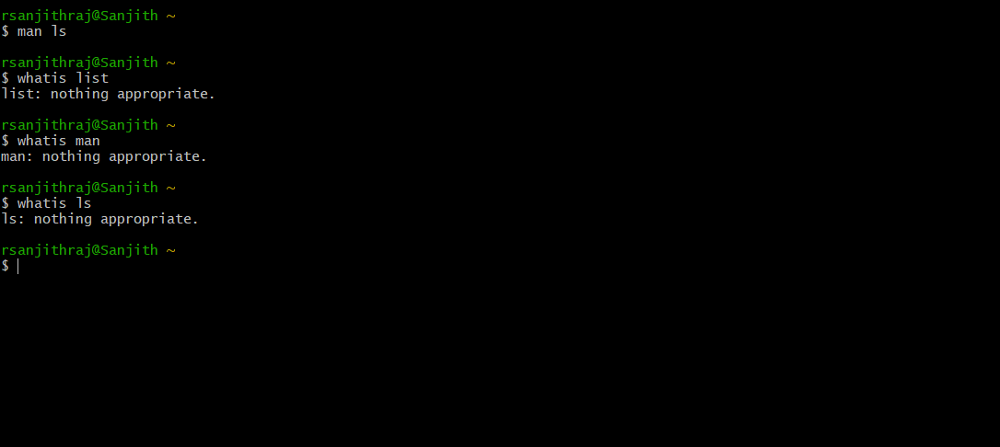 rsanjithraj@Sanjith ~
$ man ls
rsanjithraj@Sanjith ~
$ whatis list
list: nothing appropriate.
rsanjithraj@Sanjith ~
$ whatis man
man: nothing appropriate.
rsanjithraj@Sanjith ~
$ whatis ls
ls: nothing appropriate.
rsanjithraj@Sanjith ~
$